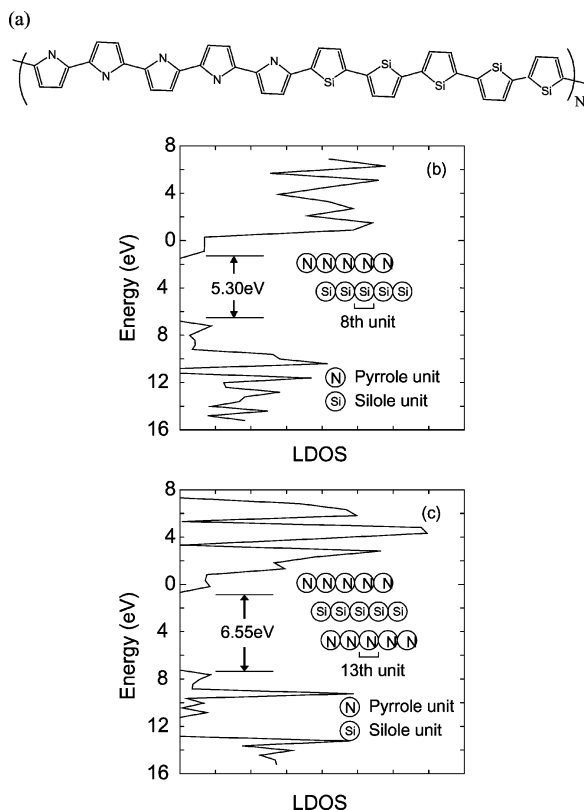 (a)
N N N N N Si Si Si Si Si
N
(b)
8
4
0
4
8
12
16
Energy (eV)
5.30eV
N N N N N
Si Si Si Si Si
8th unit
N Pyrrole unit
Si Silole unit
LDOS
(c)
8
4
0
4
8
12
16
Energy (eV)
6.55eV
N N N N N
Si Si Si Si Si
N N N N N
13th unit
N Pyrrole unit
Si Silole unit
LDOS